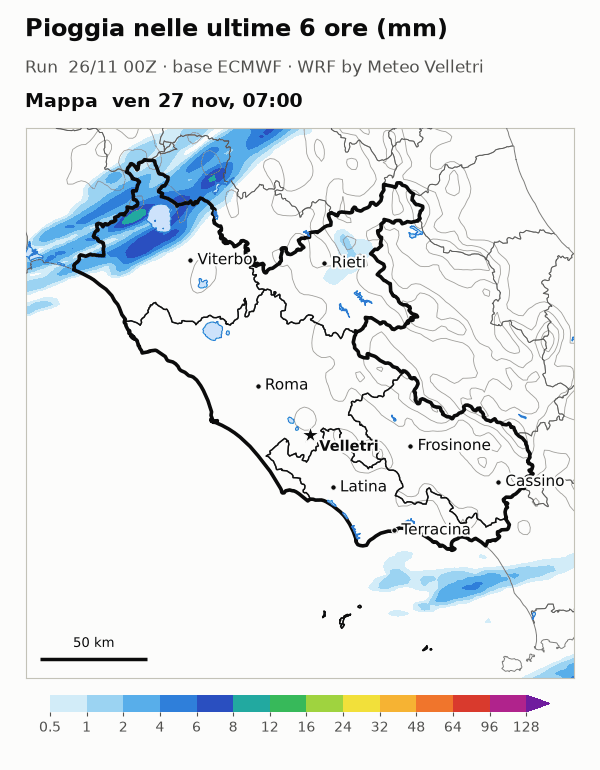 Pioggia nelle ultime 6 ore (mm)
Run  26/11 00Z · base ECMWF · WRF by Meteo Velletri
Mappa  ven 27 nov, 07:00
Viterbo
Rieti
Roma
Velletri
Frosinone
Cassino
Latina
Terracina
50 km
0.5 1 2 4 6 8 12 16 24 32 48 64 96 128